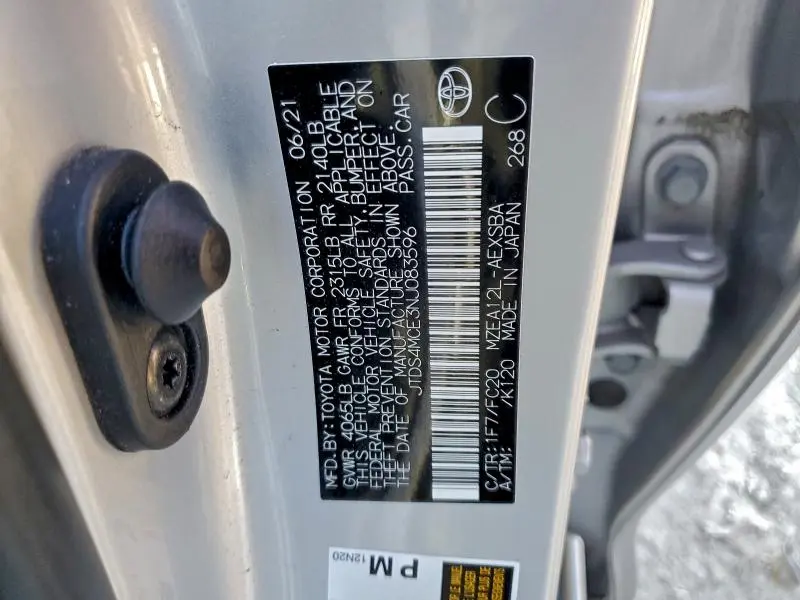 MFD.BY:TOYOTA MOTOR CORPORATION 06/21
GVWR 4065LB GAWR FR 2315LB RR 2140LB
THIS VEHICLE CONFORMS TO ALL APPLICABLE
FEDERAL MOTOR VEHICLE SAFETY, BUMPER, AND
THEFT PREVENTION STANDARDS IN EFFECT ON
THE DATE OF MANUFACTURE SHOWN ABOVE.
JTDS4MCE3NJ083596 PASS.CAR
C/TR:1F7/FC20 MZEA12L-AEXSBA
A/TM: /K120 MADE IN JAPAN 268 C
PM
12N20